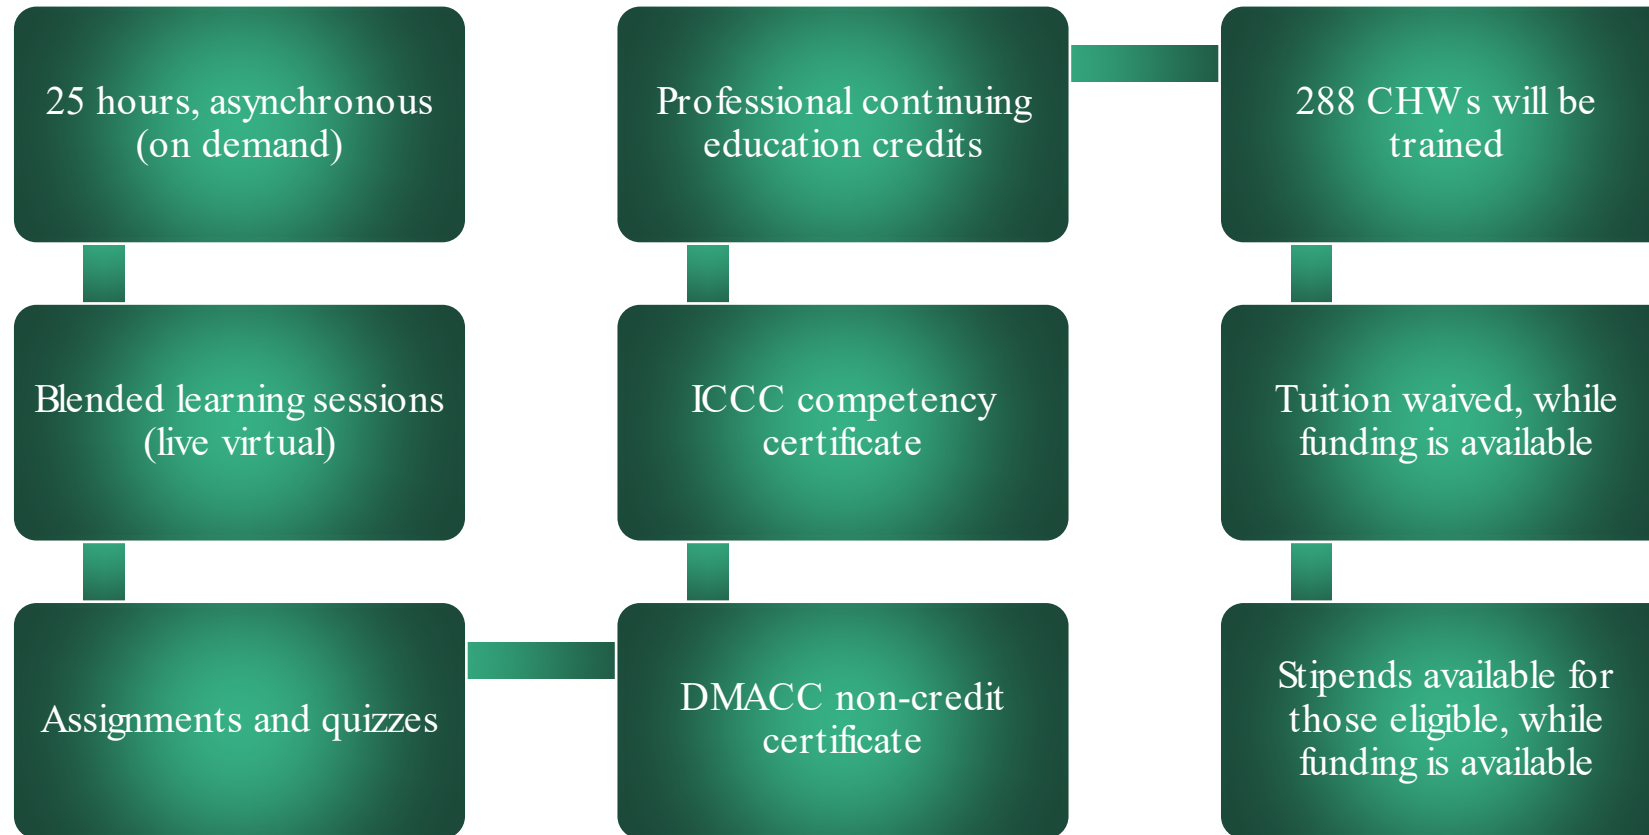 25 hours, asynchronous
(on demand)
Blended learning sessions
(live virtual)
Assignments and quizzes
DMACC non-credit
certificate
ICCC competency
certificate
Professional continuing
education credits
288 CHWs will be
trained
Tuition waived, while
funding is available
Stipends available for
those eligible, while
funding is available